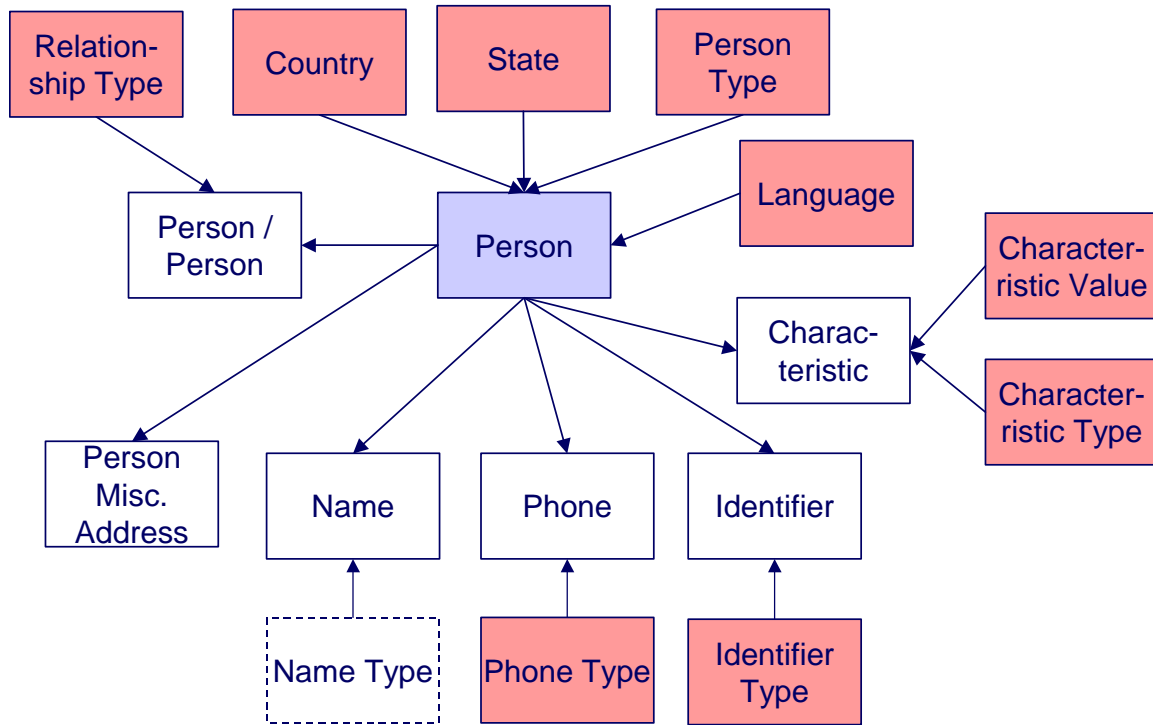 Relation-
ship Type
Country
State
Person
Type
Language
Person /
Person
Person
Character-
ristic Value
Charac-
teristic
Character-
ristic Type
Person
Misc.
Address
Name
Phone
Identifier
Name Type
Phone Type
Identifier
Type